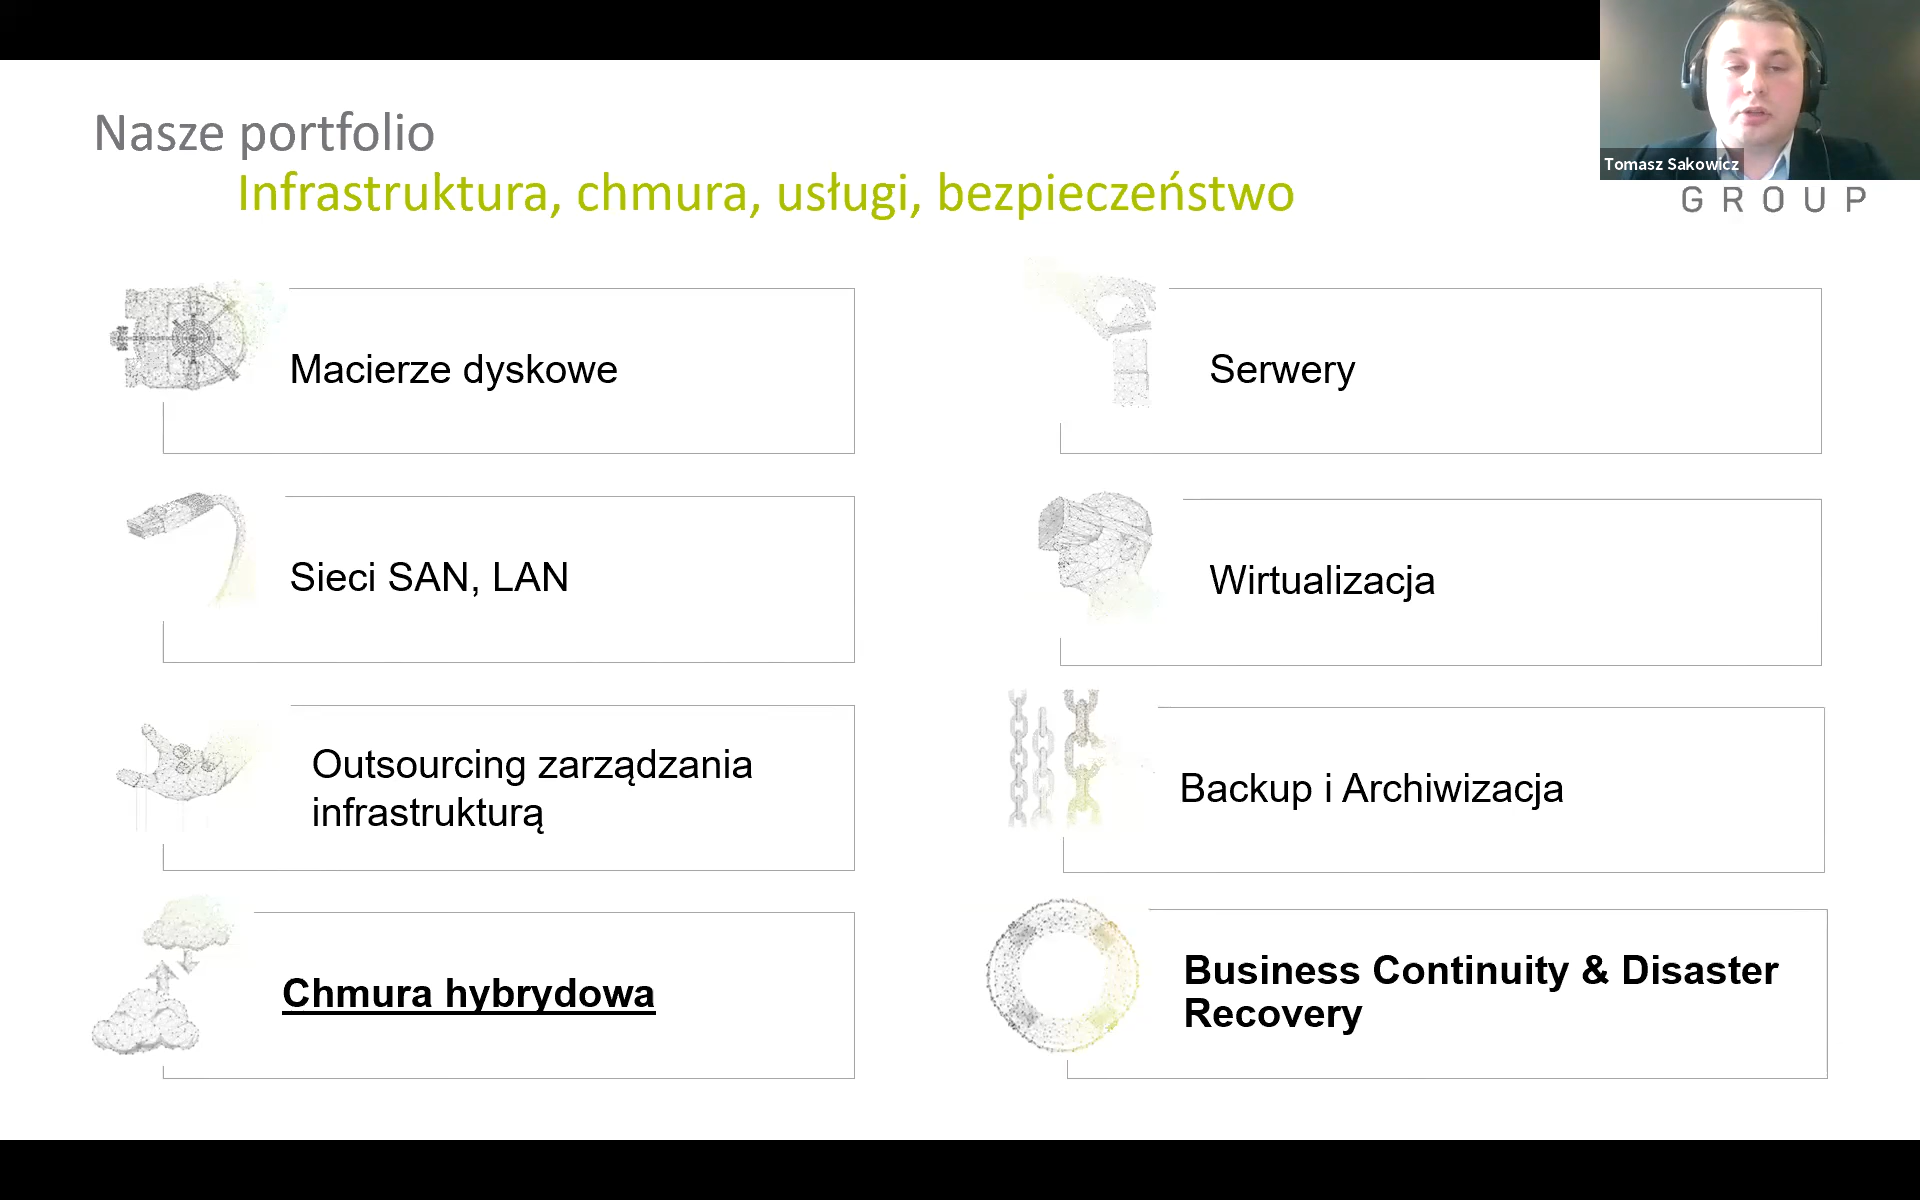 Nasze portfolio
Infrastruktura, chmura, usługi, bezpieczeństwo
Tomasz Sakowicz
GROUP
Macierze dyskowe
Serwery
Sieci SAN, LAN
Wirtualizacja
Outsourcing zarządzania
infrastrukturą
Backup i Archiwizacja
Chmura hybrydowa
Business Continuity & Disaster
Recovery